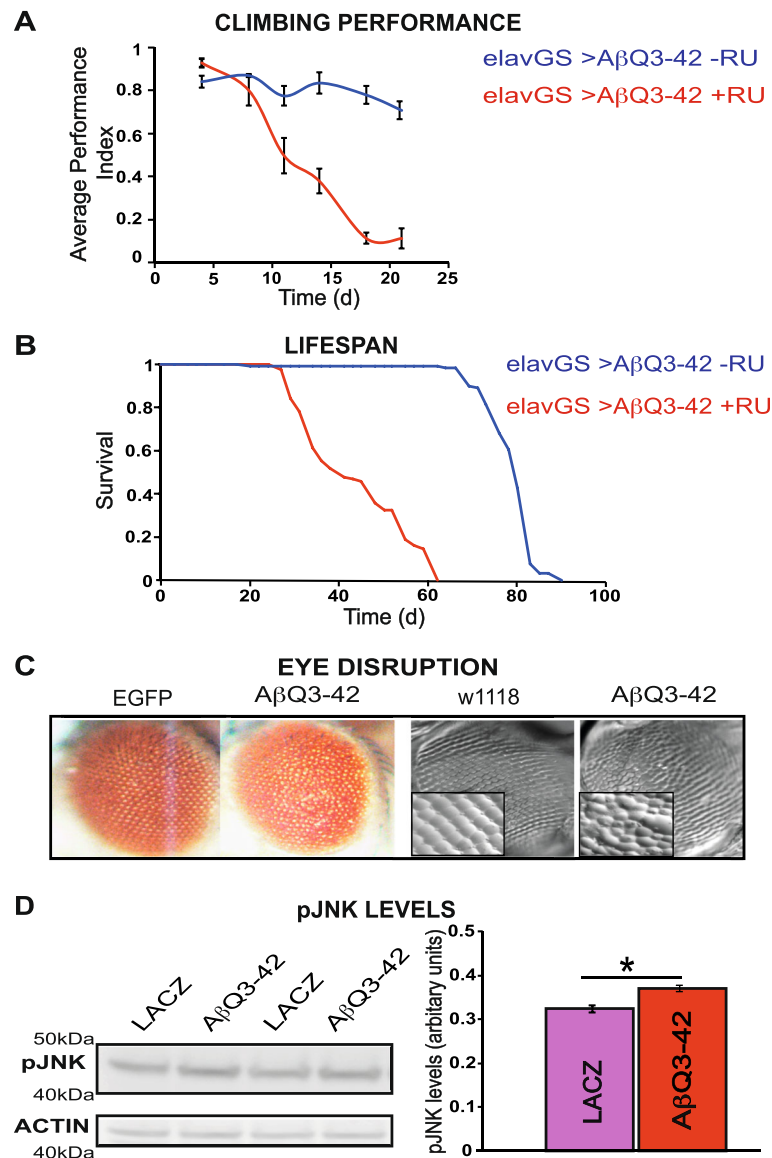 A
CLIMBING PERFORMANCE
elavGS >AβQ3-42 -RU
elavGS >AβQ3-42 +RU
Average Performance
Index
1
0.8
0.6
0.4
0.2
0
0 5 10 15 20 25
Time (d)
B
LIFESPAN
elavGS >AβQ3-42 -RU
elavGS >AβQ3-42 +RU
Survival
1
0.8
0.6
0.4
0.2
0
0 20 40 60 80 100
Time (d)
C
EYE DISRUPTION
EGFP AβQ3-42 w1118 AβQ3-42
D
pJNK LEVELS
LACZ AβQ3-42 LACZ AβQ3-42
50kDa
pJNK
40kDa
ACTIN
40kDa
pJNK levels (arbitary units)
0.5
0.4
0.3
0.2
0.1
0
*
LACZ
AβQ3-42